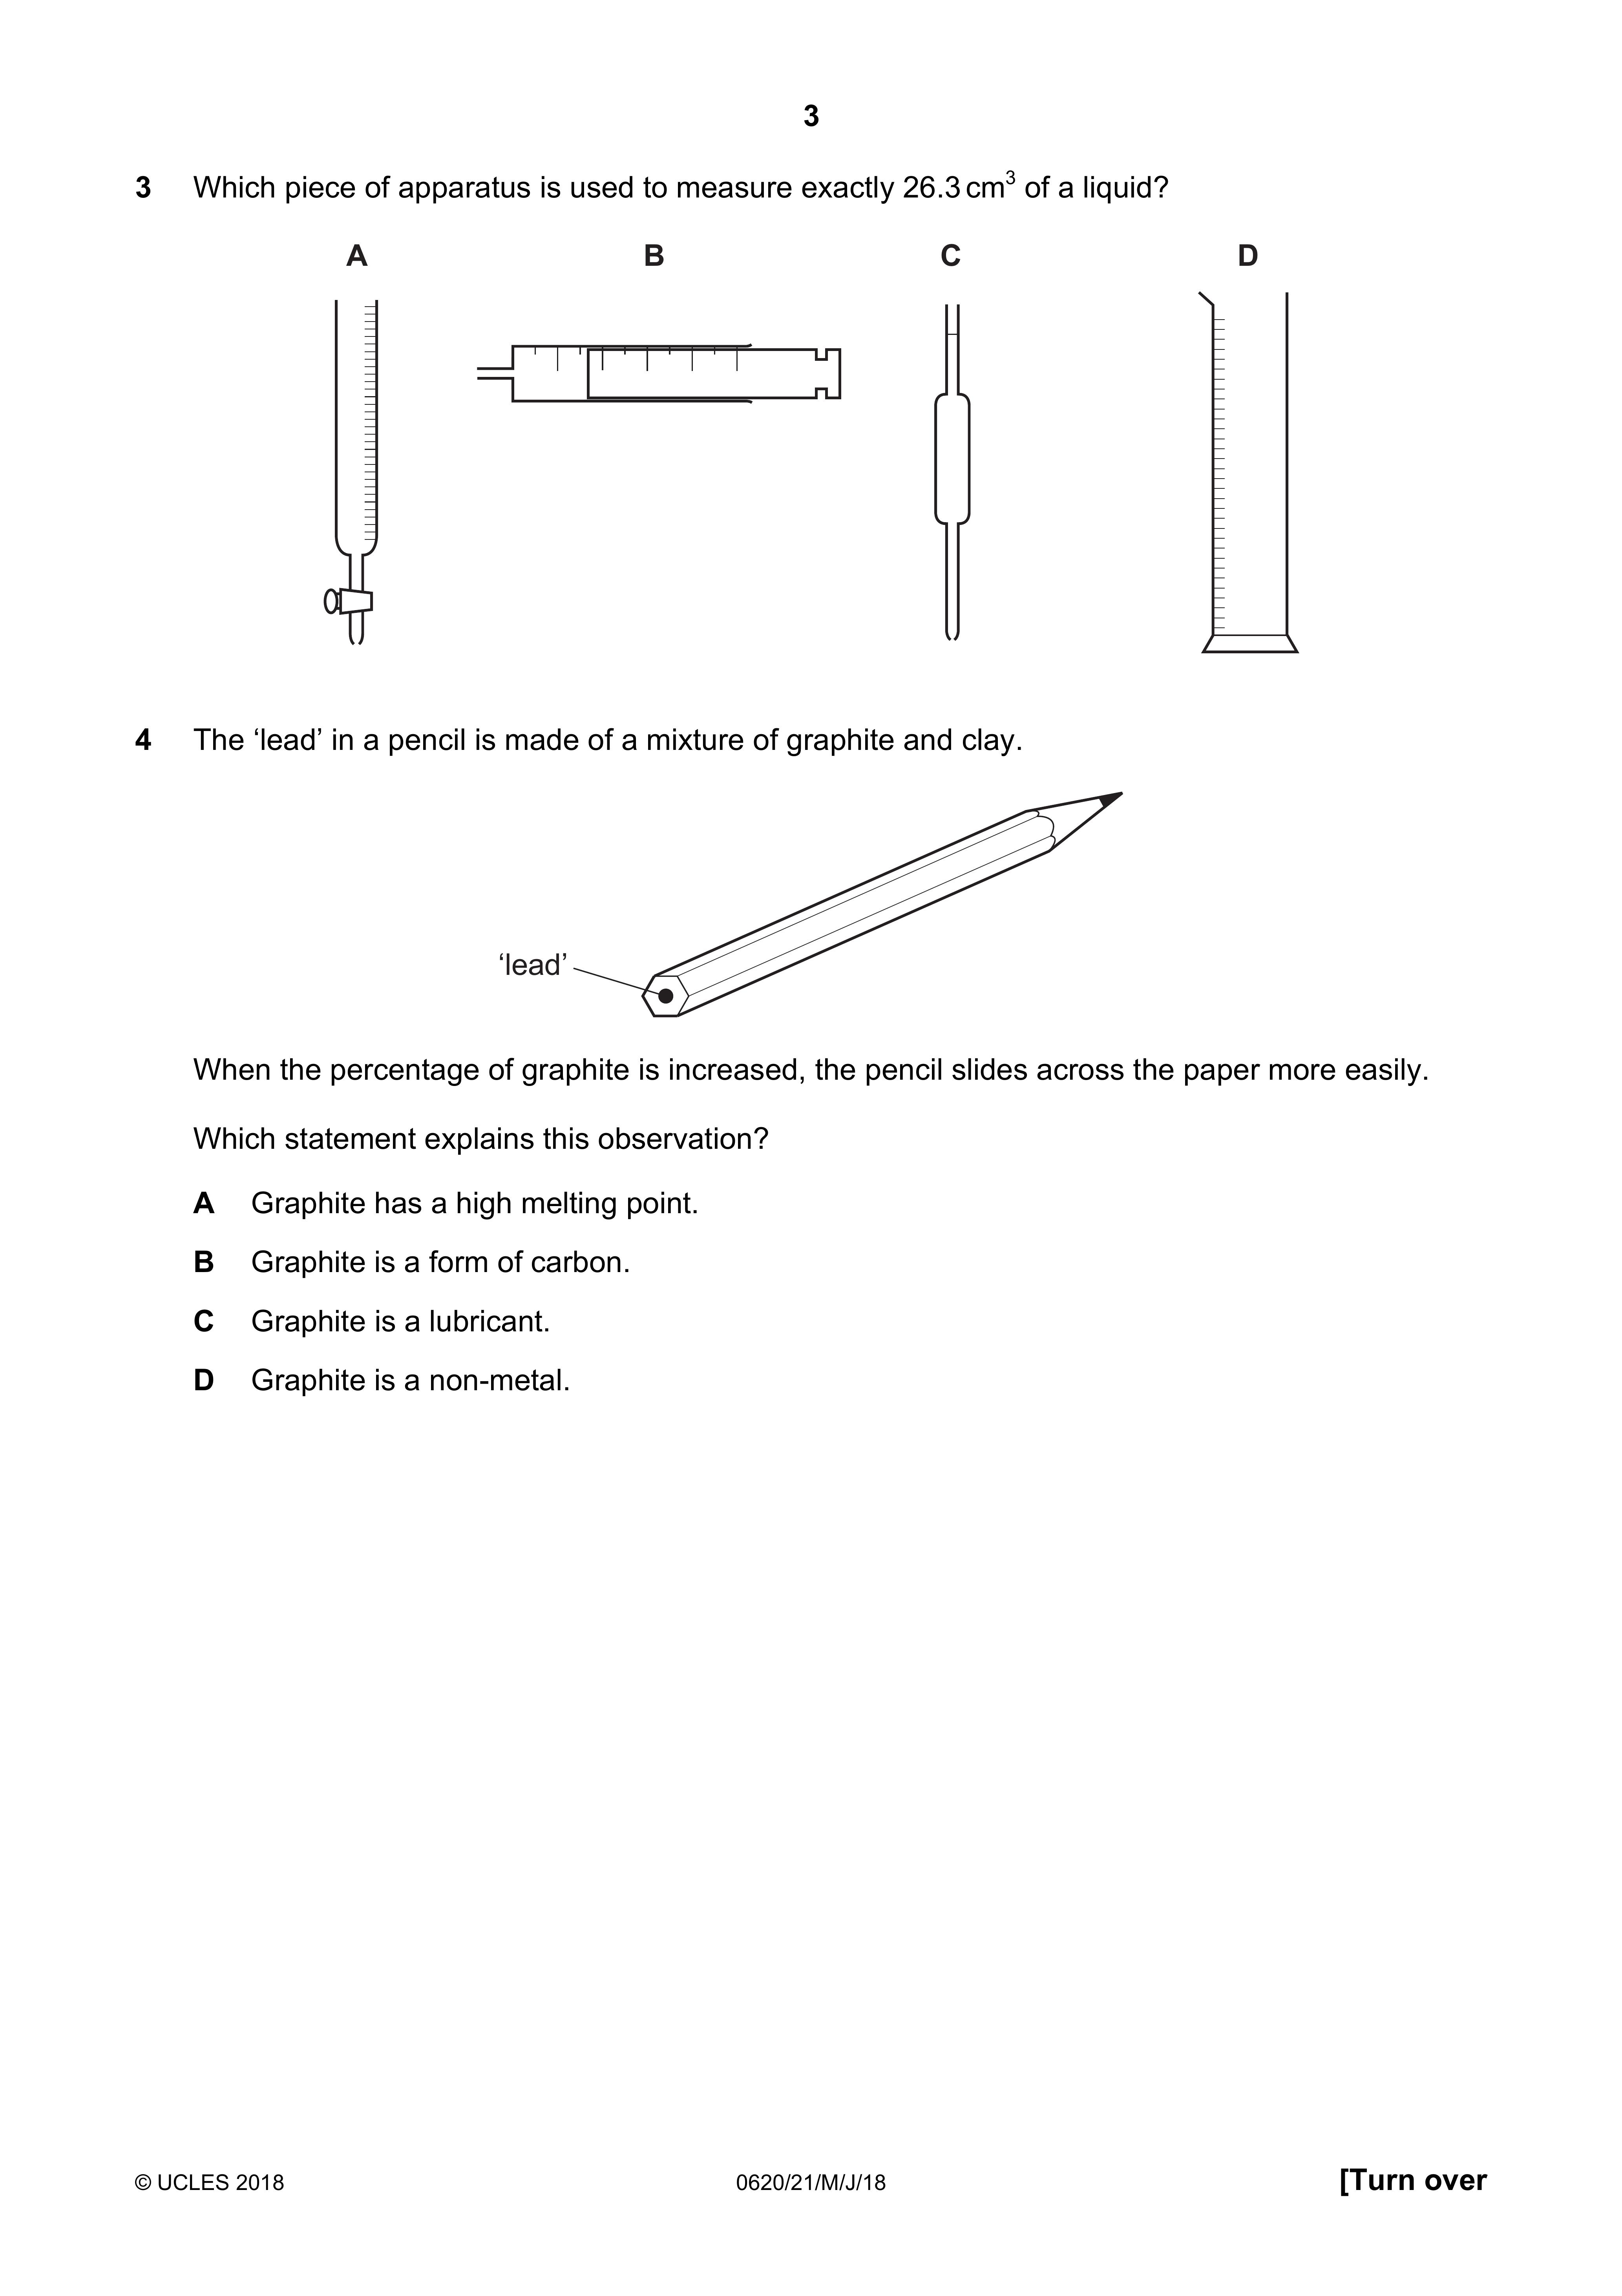 3
3 Which piece of apparatus is used to measure exactly 26.3 cm³ of a liquid?
A B C D
4 The ‘lead’ in a pencil is made of a mixture of graphite and clay.
‘lead’
When the percentage of graphite is increased, the pencil slides across the paper more easily.
Which statement explains this observation?
A Graphite has a high melting point.
B Graphite is a form of carbon.
C Graphite is a lubricant.
D Graphite is a non-metal.
© UCLES 2018 0620/21/M/J/18 [Turn over